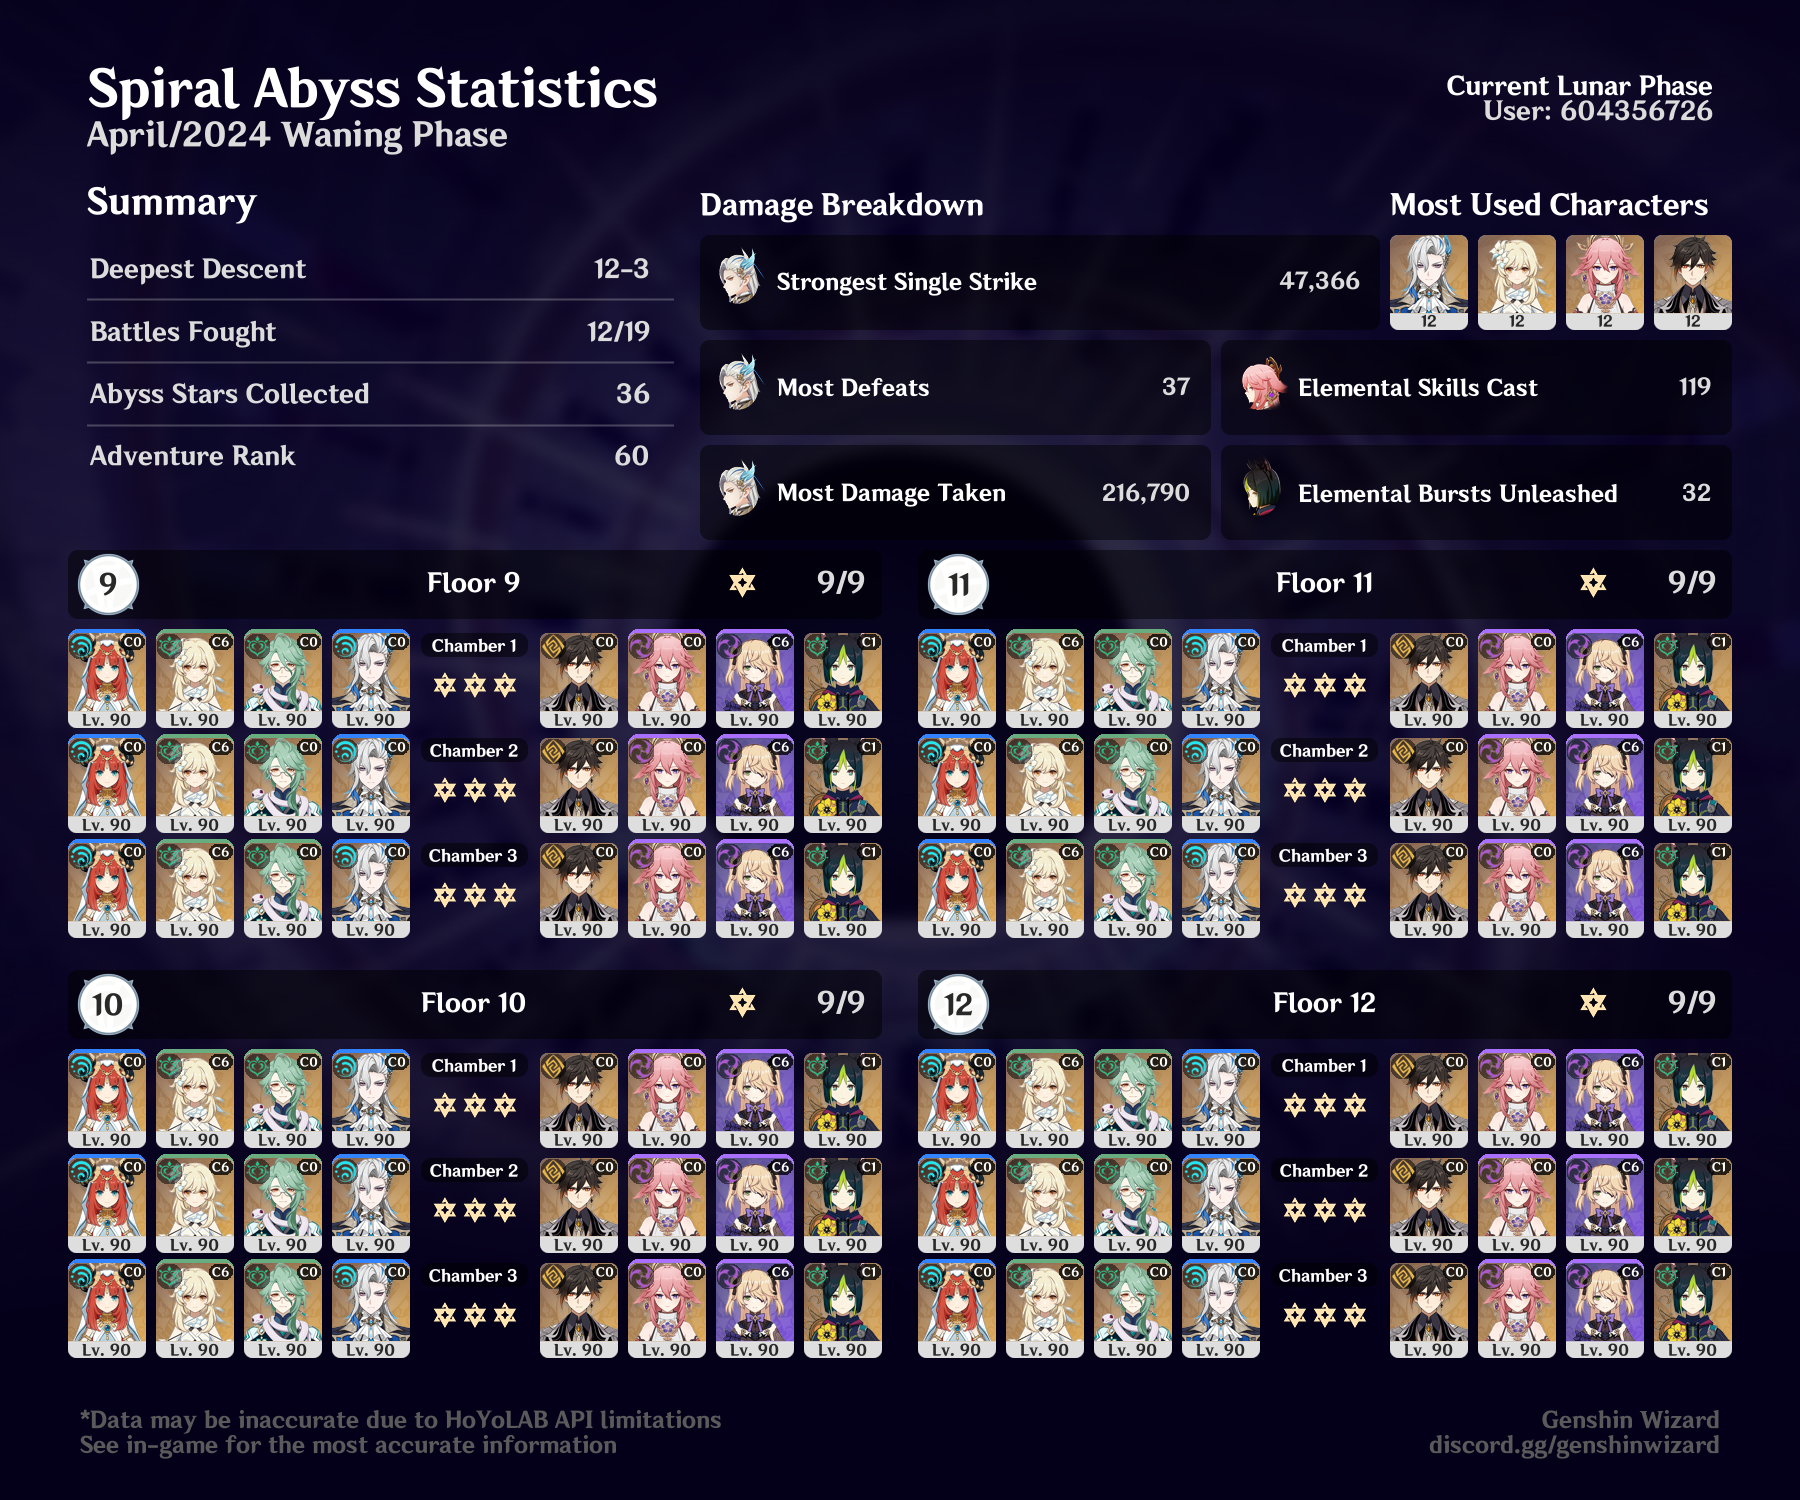 Spiral Abyss Statistics
April/2024 Waning Phase
Current Lunar Phase
User: 604356726
Summary
Deepest Descent 12-3
Battles Fought 12/19
Abyss Stars Collected 36
Adventure Rank 60
Damage Breakdown
Strongest Single Strike 47,366
Most Defeats 37
Elemental Skills Cast 119
Most Damage Taken 216,790
Elemental Bursts Unleashed 32
Most Used Characters
12 12 12 12
9 Floor 9 9/9
C0 C6 C0 C0 Chamber 1 C0 C0 C6 C1
Lv. 90 Lv. 90 Lv. 90 Lv. 90 Lv. 90 Lv. 90 Lv. 90 Lv. 90
C0 C6 C0 C0 Chamber 2 C0 C0 C6 C1
Lv. 90 Lv. 90 Lv. 90 Lv. 90 Lv. 90 Lv. 90 Lv. 90 Lv. 90
C0 C6 C0 C0 Chamber 3 C0 C0 C6 C1
Lv. 90 Lv. 90 Lv. 90 Lv. 90 Lv. 90 Lv. 90 Lv. 90 Lv. 90
11 Floor 11 9/9
C0 C6 C0 C0 Chamber 1 C0 C0 C6 C1
Lv. 90 Lv. 90 Lv. 90 Lv. 90 Lv. 90 Lv. 90 Lv. 90 Lv. 90
C0 C6 C0 C0 Chamber 2 C0 C0 C6 C1
Lv. 90 Lv. 90 Lv. 90 Lv. 90 Lv. 90 Lv. 90 Lv. 90 Lv. 90
C0 C6 C0 C0 Chamber 3 C0 C0 C6 C1
Lv. 90 Lv. 90 Lv. 90 Lv. 90 Lv. 90 Lv. 90 Lv. 90 Lv. 90
10 Floor 10 9/9
C0 C6 C0 C0 Chamber 1 C0 C0 C6 C1
Lv. 90 Lv. 90 Lv. 90 Lv. 90 Lv. 90 Lv. 90 Lv. 90 Lv. 90
C0 C6 C0 C0 Chamber 2 C0 C0 C6 C1
Lv. 90 Lv. 90 Lv. 90 Lv. 90 Lv. 90 Lv. 90 Lv. 90 Lv. 90
C0 C6 C0 C0 Chamber 3 C0 C0 C6 C1
Lv. 90 Lv. 90 Lv. 90 Lv. 90 Lv. 90 Lv. 90 Lv. 90 Lv. 90
12 Floor 12 9/9
C0 C6 C0 C0 Chamber 1 C0 C0 C6 C1
Lv. 90 Lv. 90 Lv. 90 Lv. 90 Lv. 90 Lv. 90 Lv. 90 Lv. 90
C0 C6 C0 C0 Chamber 2 C0 C0 C6 C1
Lv. 90 Lv. 90 Lv. 90 Lv. 90 Lv. 90 Lv. 90 Lv. 90 Lv. 90
C0 C6 C0 C0 Chamber 3 C0 C0 C6 C1
Lv. 90 Lv. 90 Lv. 90 Lv. 90 Lv. 90 Lv. 90 Lv. 90 Lv. 90
*Data may be inaccurate due to HoYoLAB API limitations
See in-game for the most accurate information
Genshin Wizard
discord.gg/genshinwizard